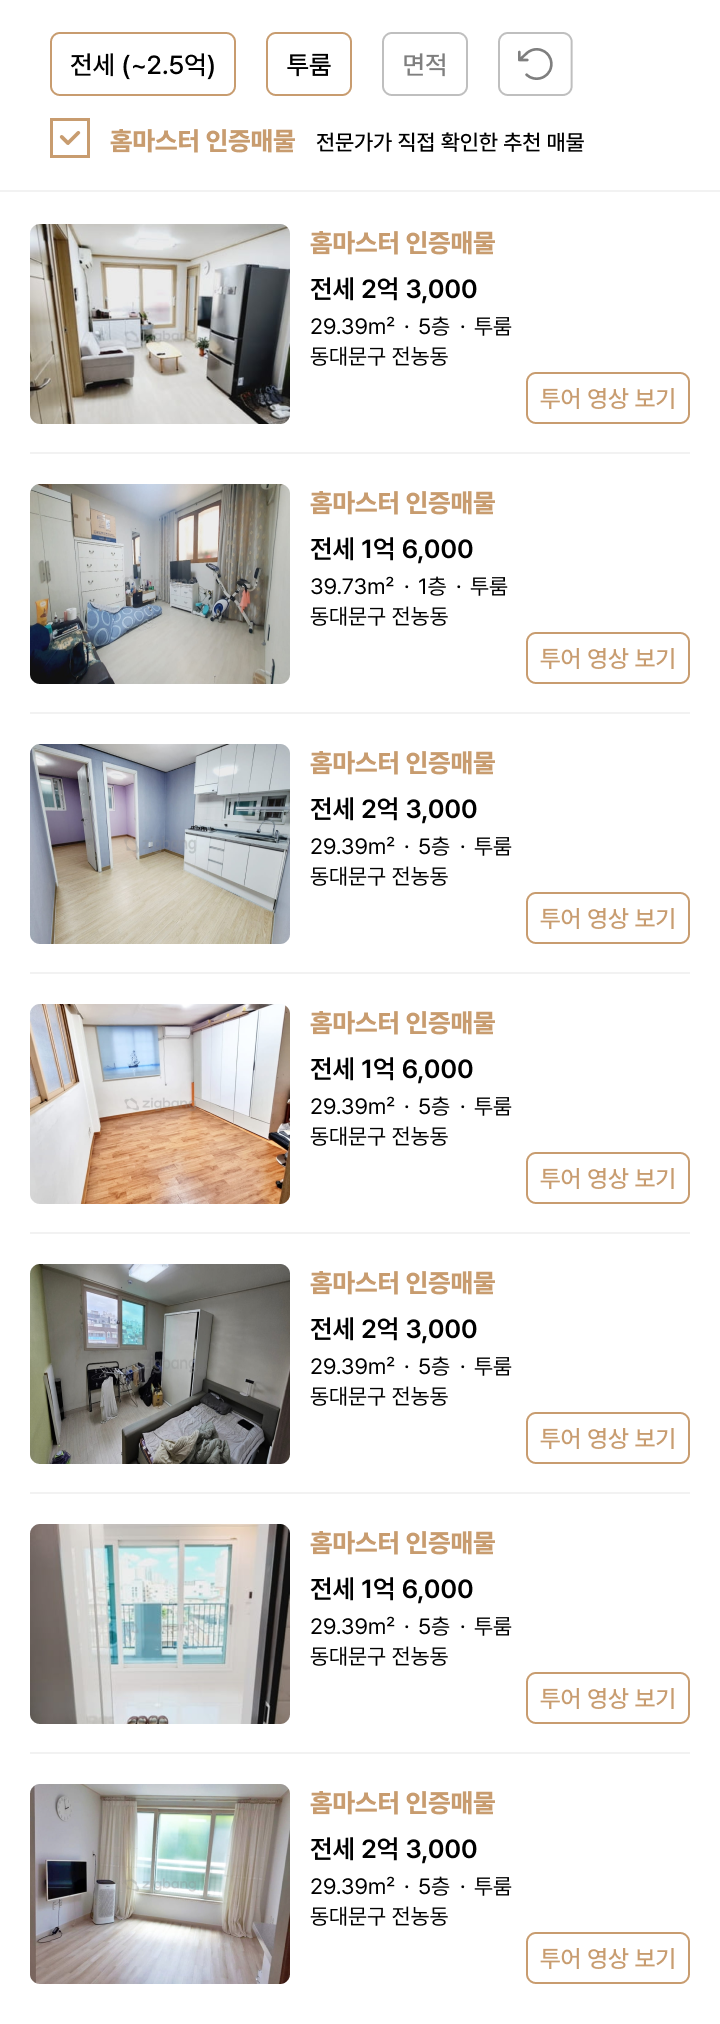 전세 (~2.5억) 투룸 면적
홈마스터 인증매물 전문가가 직접 확인한 추천 매물
홈마스터 인증매물
전세 2억 3,000
29.39m² · 5층 · 투룸
동대문구 전농동
투어 영상 보기
홈마스터 인증매물
전세 1억 6,000
39.73m² · 1층 · 투룸
동대문구 전농동
투어 영상 보기
홈마스터 인증매물
전세 2억 3,000
29.39m² · 5층 · 투룸
동대문구 전농동
투어 영상 보기
zigbang
홈마스터 인증매물
전세 1억 6,000
29.39m² · 5층 · 투룸
동대문구 전농동
투어 영상 보기
홈마스터 인증매물
전세 2억 3,000
29.39m² · 5층 · 투룸
동대문구 전농동
투어 영상 보기
홈마스터 인증매물
전세 1억 6,000
29.39m² · 5층 · 투룸
동대문구 전농동
투어 영상 보기
zigbang
홈마스터 인증매물
전세 2억 3,000
29.39m² · 5층 · 투룸
동대문구 전농동
투어 영상 보기